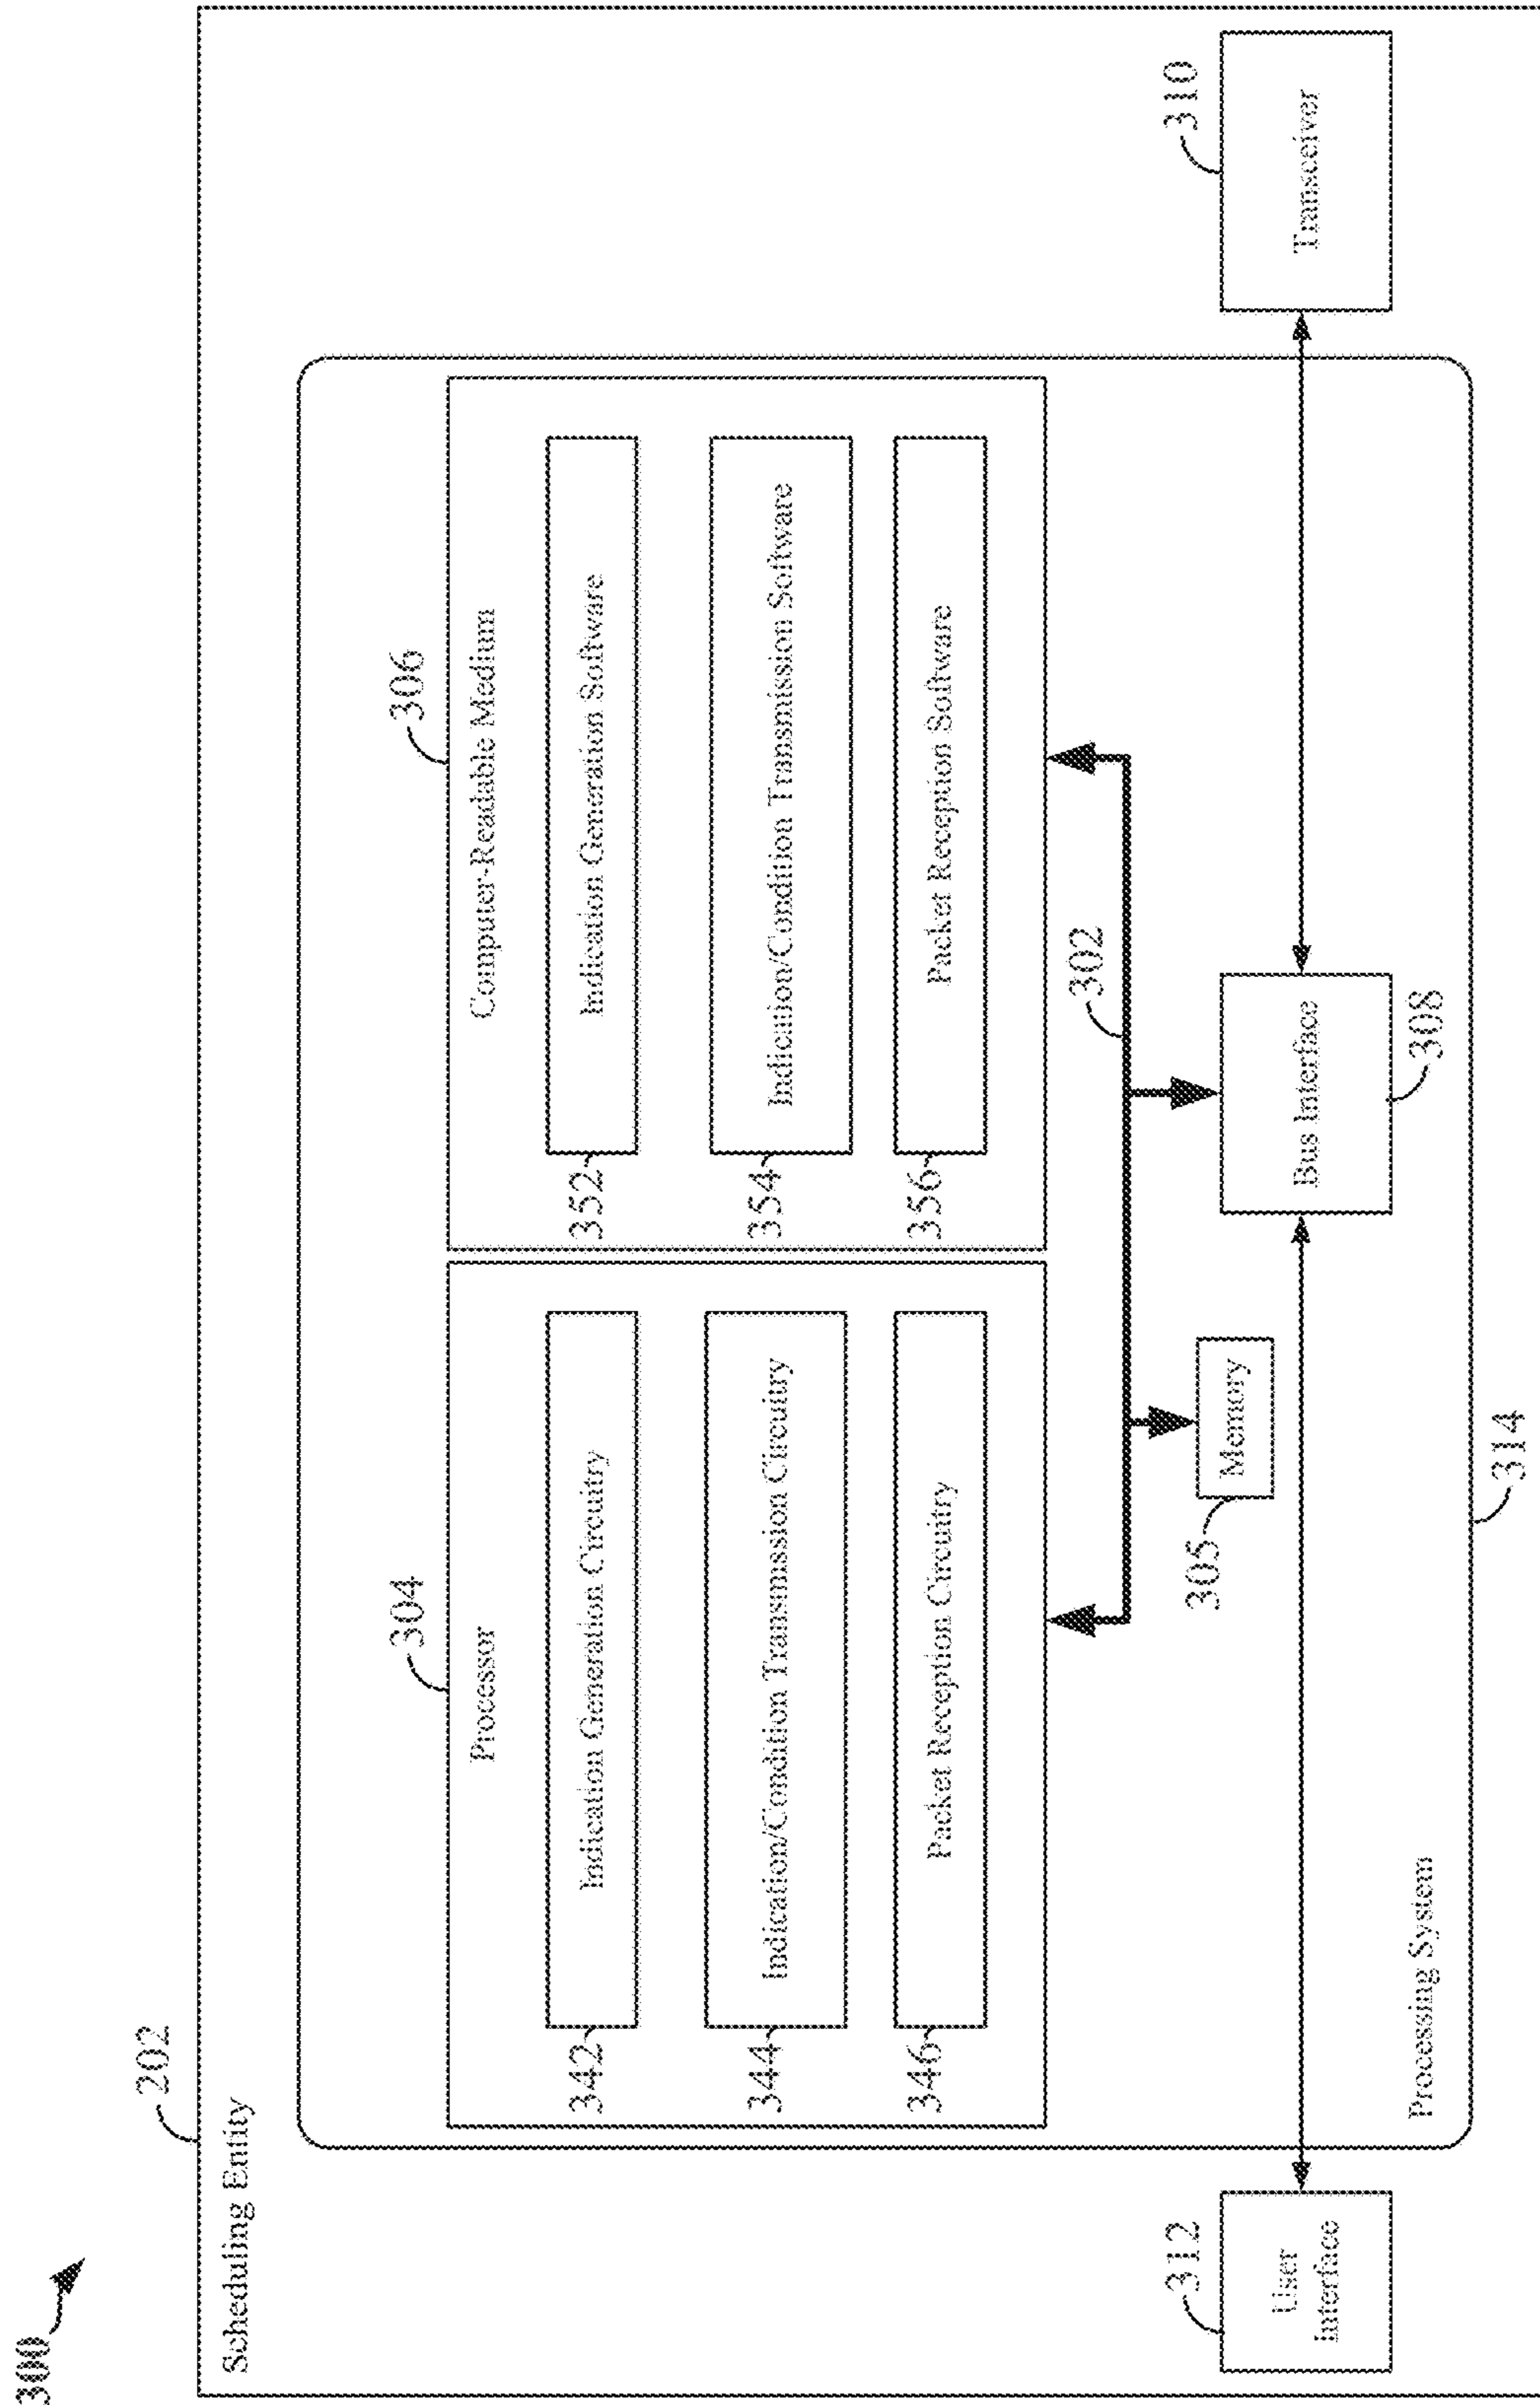 300
202
Scheduling Entity
304
Processor
342
Indication Generation Circuitry
344
Indication/Condition Transmission Circuitry
346
Packet Reception Circuitry
306
Computer-Readable Medium
352
Indication Generation Software
354
Indication/Condition Transmission Software
356
Packet Reception Software
302
305
Memory
312
User
Interface
Bus Interface
308
310
Transceiver
Processing System
314